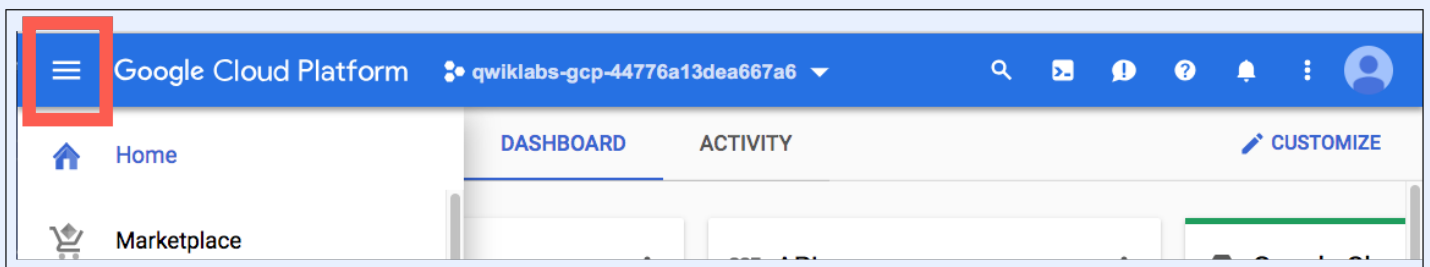 Google Cloud Platform qwiklabs-gcp-44776a13dea667a6
Home
DASHBOARD ACTIVITY CUSTOMIZE
Marketplace